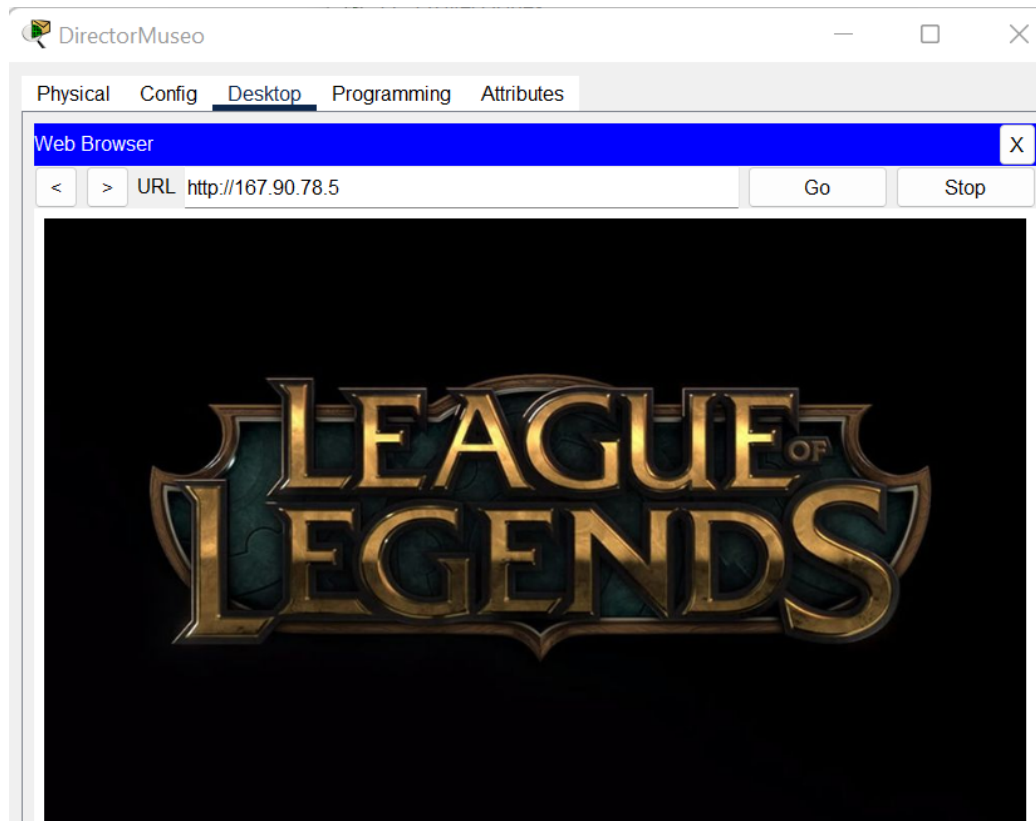 DirectorMuseo
Physical Config Desktop Programming Attributes
Web Browser X
< > URL http://167.90.78.5 Go Stop
LEAGUE OF
LEGENDS